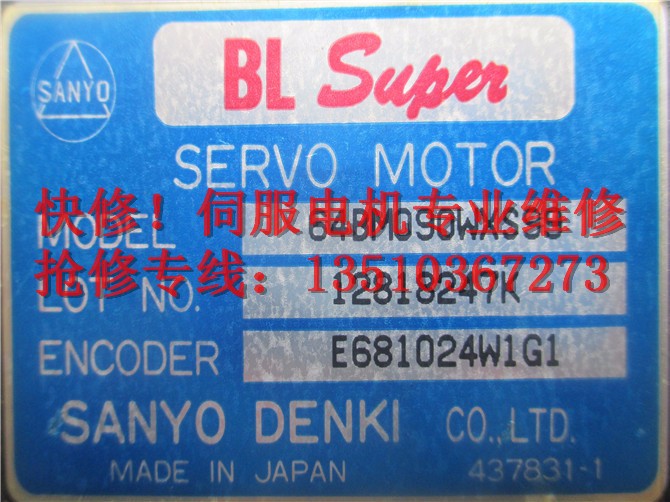 SANYO
BL Super
SERVO MOTOR
快修！伺服电机专业维修
MODEL
抢修专线：13510367273
LOT NO.
ENCODER E681024W1G1
SANYO DENKI CO.,LTD.
MADE IN JAPAN 437831-1